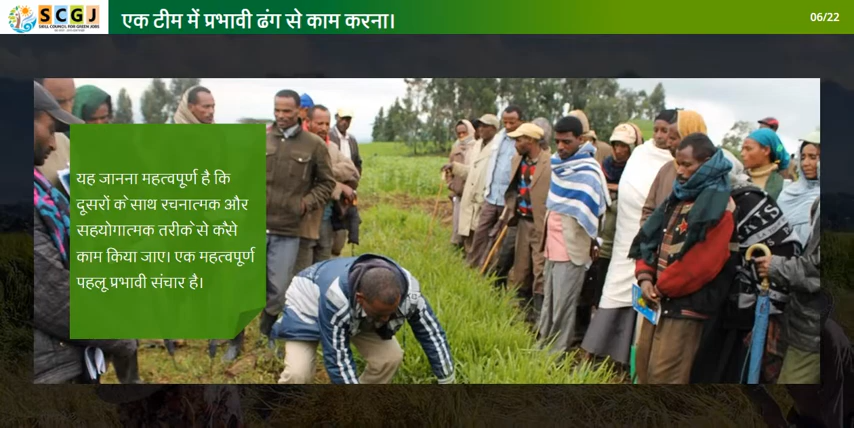 SCGJ
SKILL COUNCIL FOR GREEN JOBS
एक टीम में प्रभावी ढंग से काम करना।
06/22
यह जानना महत्वपूर्ण है कि
दूसरों के साथ रचनात्मक और
सहयोगात्मक तरीके से कैसे
काम किया जाए। एक महत्वपूर्ण
पहलू प्रभावी संचार है।